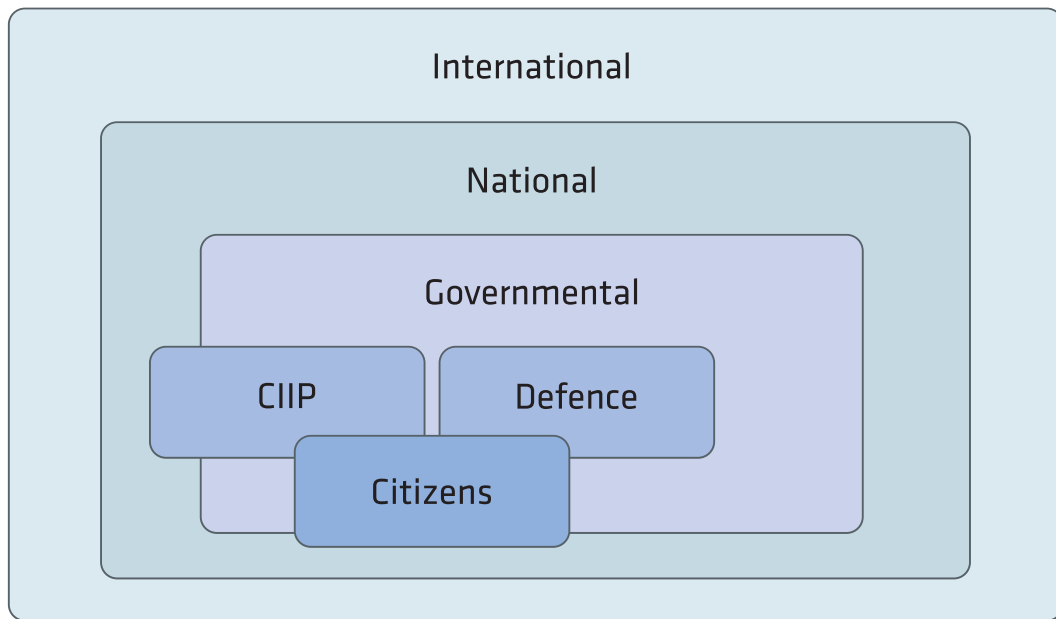 International
National
Governmental
CIIP
Defence
Citizens